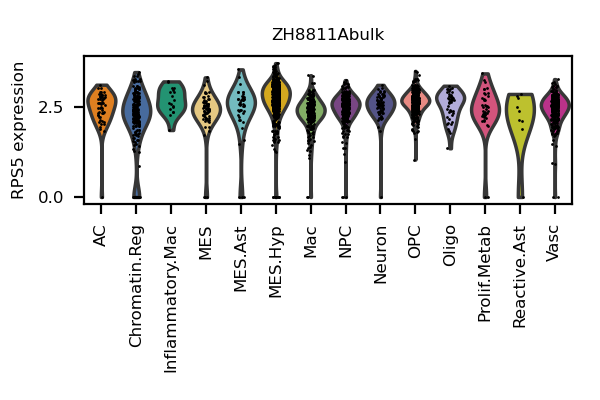 ZH8811Abulk
RPS5 expression
2.5
0.0
AC
Chromatin.Reg
Inflammatory.Mac
MES
MES.Ast
MES.Hyp
Mac
NPC
Neuron
OPC
Oligo
Prolif.Metab
Reactive.Ast
Vasc